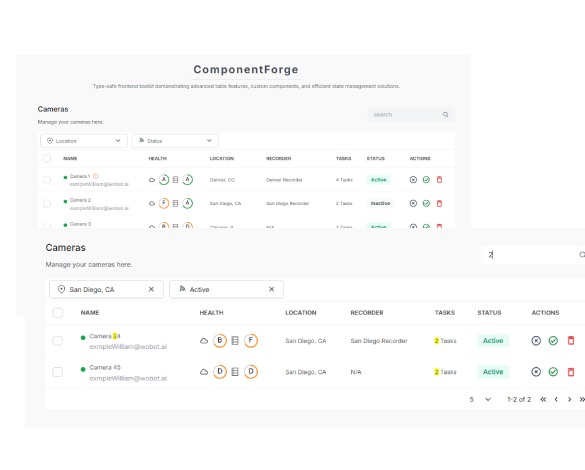 ComponentForge
Type-safe frontend toolkit demonstrating advanced table features, custom components, and efficient state management solutions.
Cameras
Manage your cameras here.
search
Location
Status
NAME HEALTH LOCATION RECORDER TASKS STATUS ACTIONS
Camera 1 A A Denver, CO Denver Recorder 4 Tasks Active
exmpleWilliam@wobot.ai
Camera 2 F A San Diego, CA San Diego Recorder 2 Tasks Inactive
exmpleWilliam@wobot.ai
Camera 3
Cameras
Manage your cameras here.
2
San Diego, CA
Active
NAME HEALTH LOCATION RECORDER TASKS STATUS ACTIONS
Camera 24 B F San Diego, CA San Diego Recorder 2 Tasks Active
exmpleWilliam@wobot.ai
Camera 45 D D San Diego, CA N/A 2 Tasks Active
exmpleWilliam@wobot.ai
5 1-2 of 2